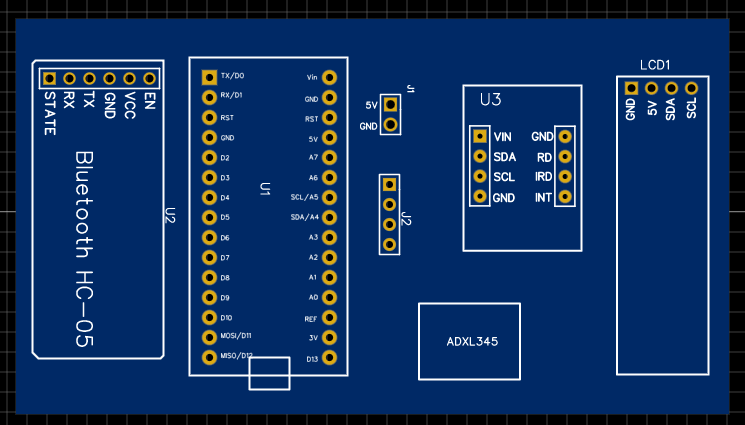 STATE
RX
TX
GND
VCC
EN
Bluetooth HC-05
U2
TX/D0
RX/D1
RST
GND
D2
D3
D4
D5
D6
D7
D8
D9
D10
MOSI/D11
MISO/D12
U1
Vin
GND
RST
5V
A7
A6
SCL/A5
SDA/A4
A3
A2
A1
A0
REF
3V
D13
J1
5V
GND
J2
U3
VIN
SDA
SCL
GND
GND
RD
IRD
INT
ADXL345
LCD1
GND
5V
SDA
SCL